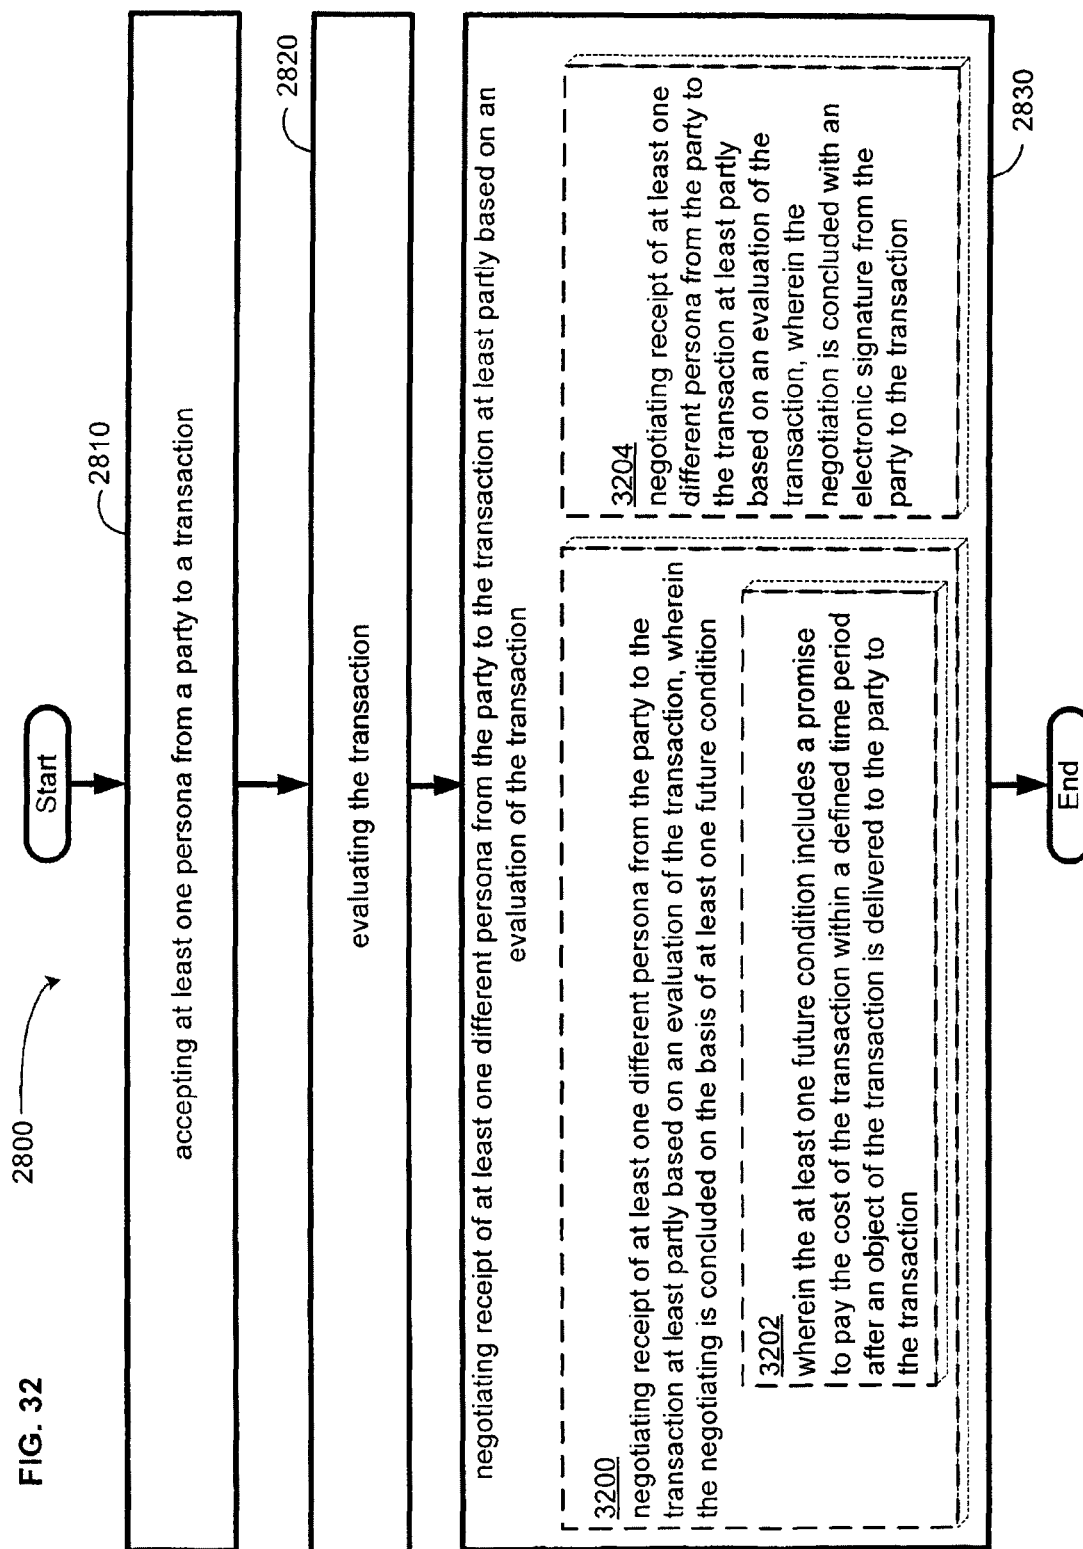 FIG. 32
2800
Start
2810
accepting at least one persona from a party to a transaction
2820
evaluating the transaction
negotiating receipt of at least one different persona from the party to the transaction at least partly based on an
evaluation of the transaction
3200
negotiating receipt of at least one different persona from the party to the
transaction at least partly based on an evaluation of the transaction, wherein
the negotiating is concluded on the basis of at least one future condition
3202
wherein the at least one future condition includes a promise
to pay the cost of the transaction within a defined time period
after an object of the transaction is delivered to the party to
the transaction
3204
negotiating receipt of at least one
different persona from the party to
the transaction at least partly
based on an evaluation of the
transaction, wherein the
negotiation is concluded with an
electronic signature from the
party to the transaction
2830
End